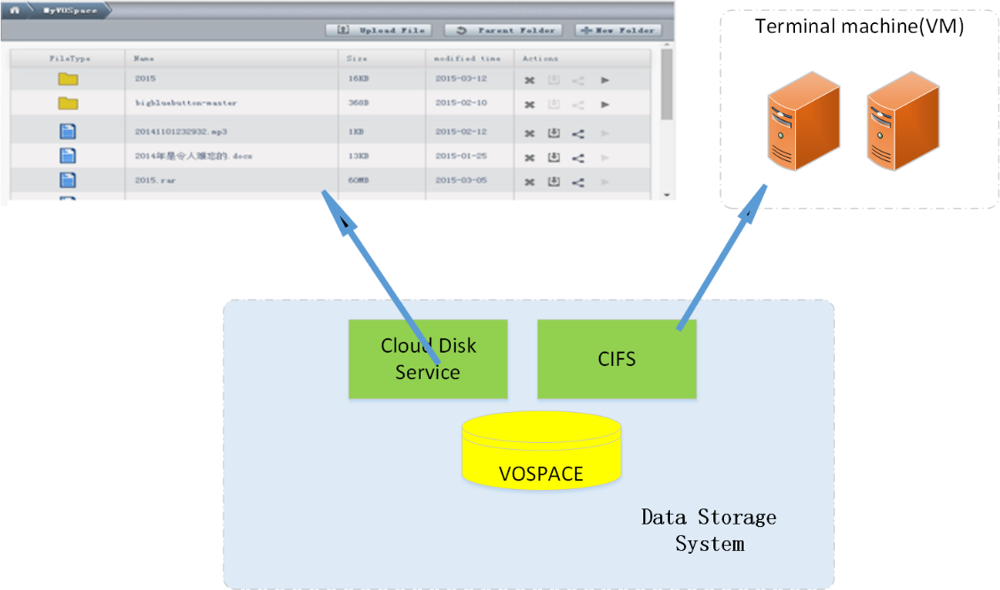 MyVOSpace
Upload File Parent Folder New Folder
FileType Name Size modified time Actions
2015 16KB 2015-03-12
bigbluebutton-master 368B 2015-02-10
20141101232932.mp3 1KB 2015-02-12
2014年是令人难忘的.docx 13KB 2015-01-25
2015.rar 60MB 2015-03-05
Terminal machine(VM)
Cloud Disk
Service
CIFS
VOSPACE
Data Storage
System